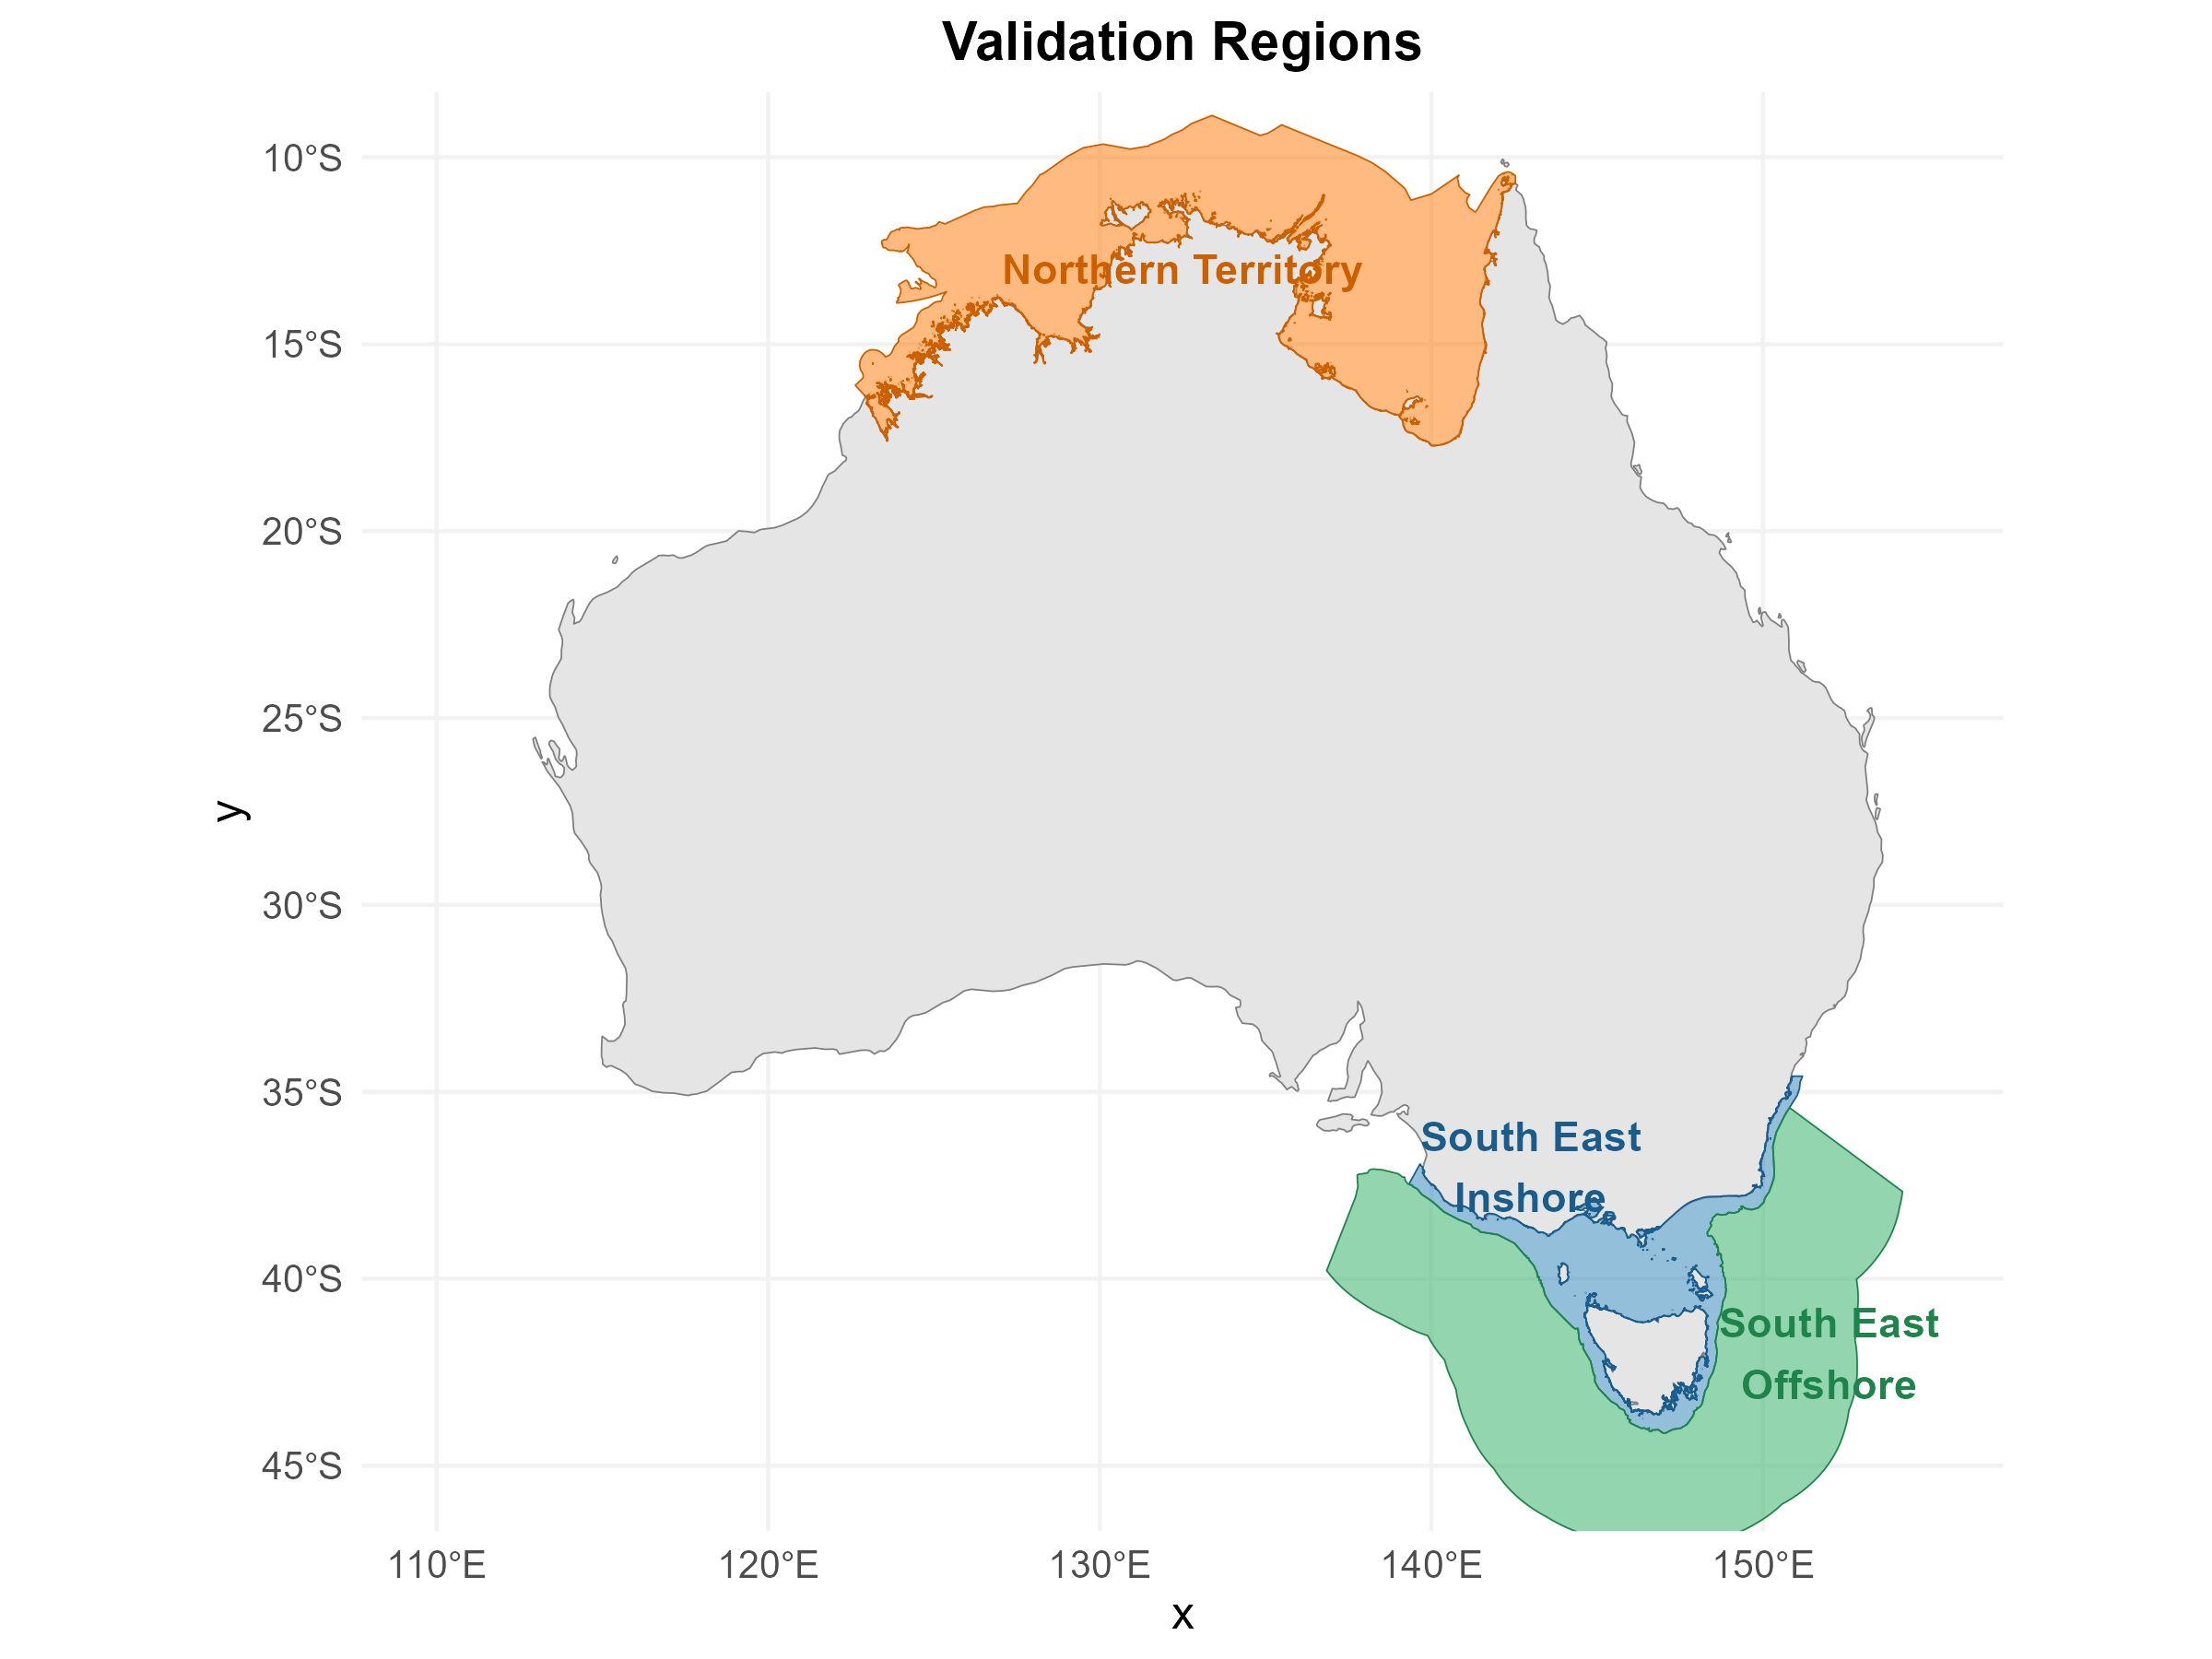 Validation Regions
10°S
15°S
20°S
25°S
30°S
35°S
40°S
45°S
y
Northern Territory
South East
Inshore
South East
Offshore
110°E
120°E
130°E
140°E
150°E
x